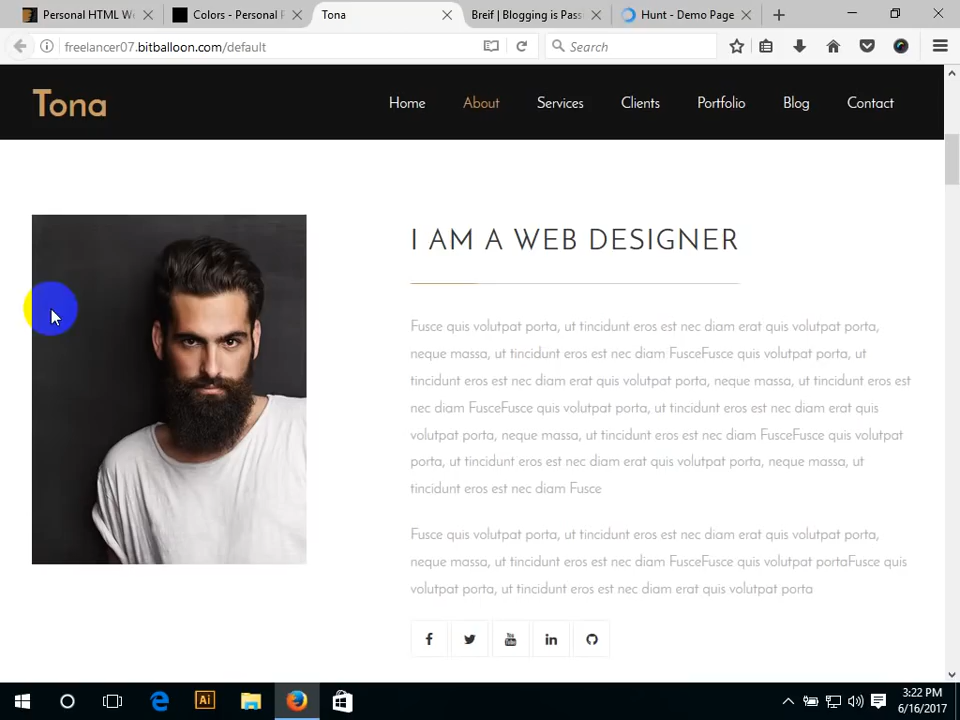 Personal HTML W
Colors - Personal
Tona
Breif | Blogging is Pas
Hunt - Demo Page
freelancer07.bitballoon.com/default
Search
Tona
Home
About
Services
Clients
Portfolio
Blog
Contact
I AM A WEB DESIGNER
Fusce quis volutpat porta, ut tincidunt eros est nec diam erat quis volutpat porta,
neque massa, ut tincidunt eros est nec diam FusceFusce quis volutpat porta, ut
tincidunt eros est nec diam erat quis volutpat porta, neque massa, ut tincidunt eros est
nec diam FusceFusce quis volutpat porta, ut tincidunt eros est nec diam erat quis
volutpat porta, neque massa, ut tincidunt eros est nec diam FusceFusce quis volutpat
porta, ut tincidunt eros est nec diam erat quis volutpat porta, neque massa, ut
tincidunt eros est nec diam Fusce
Fusce quis volutpat porta, ut tincidunt eros est nec diam erat quis volutpat porta,
neque massa, ut tincidunt eros est nec diam FusceFusce quis volutpat portaFusce quis
volutpat porta, ut tincidunt eros est nec diam erat quis volutpat porta
Ai
3:22 PM
6/16/2017